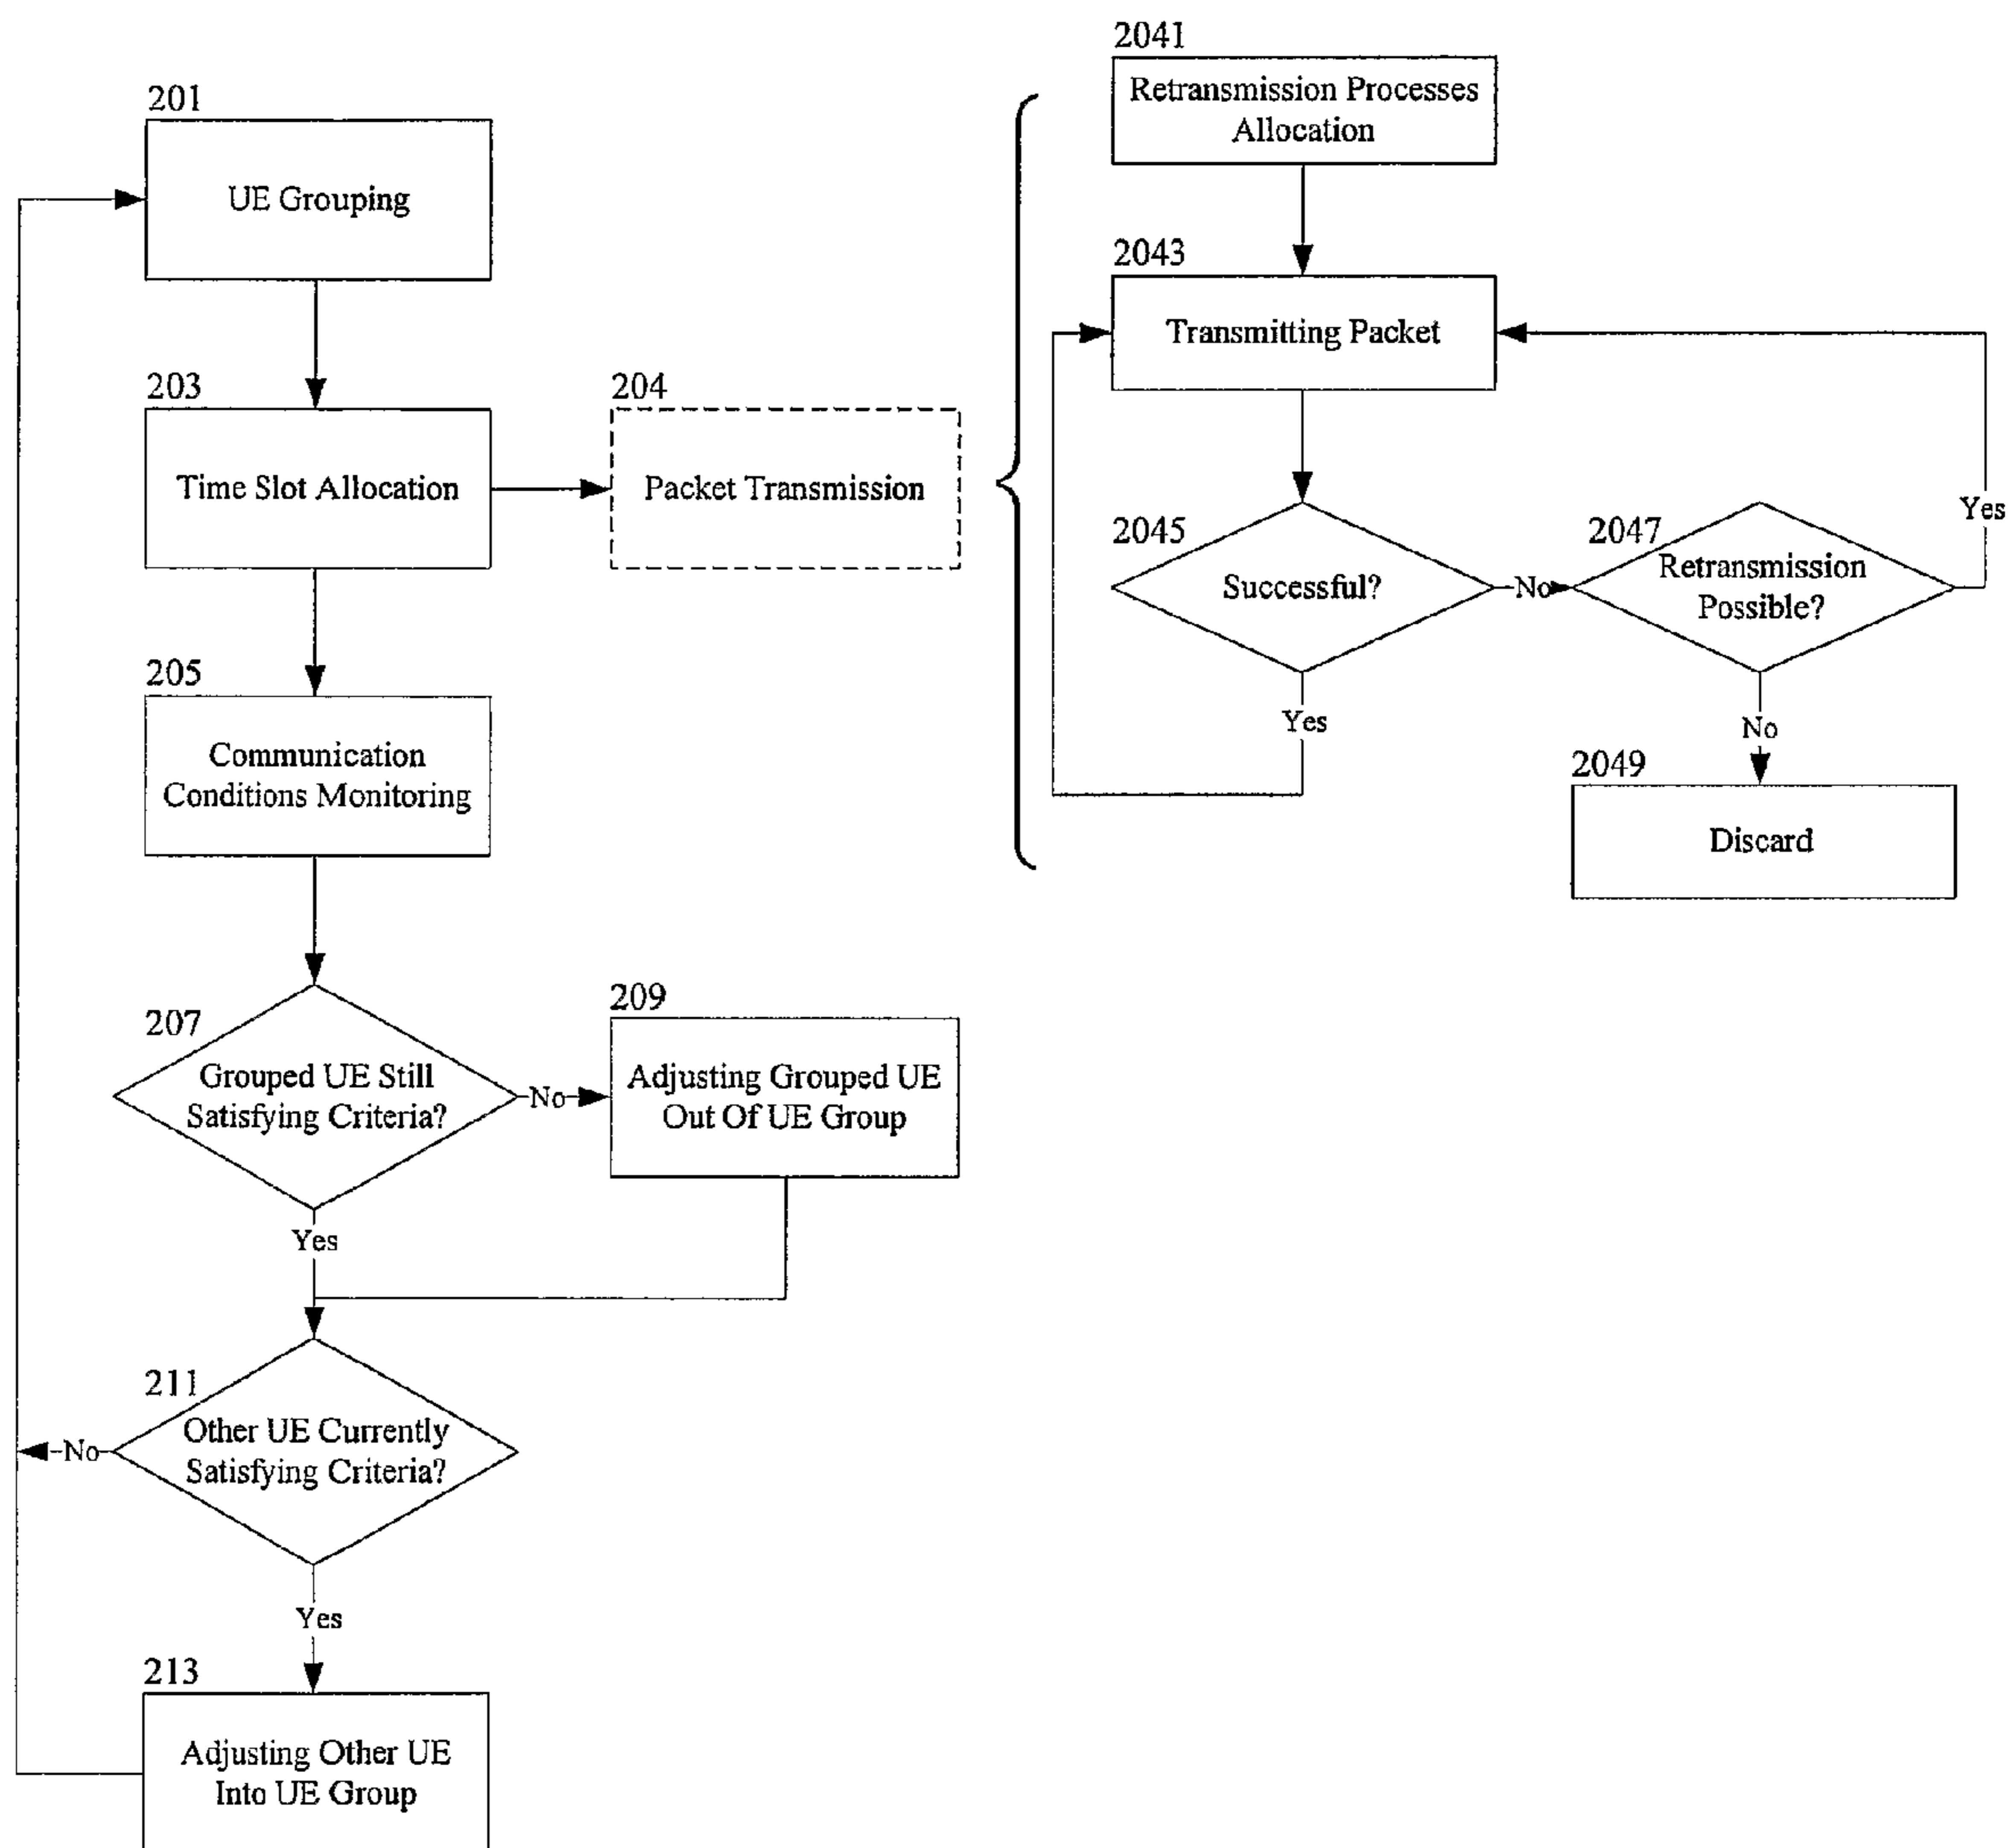 201
UE Grouping
203
Time Slot Allocation
204
Packet Transmission
205
Communication
Conditions Monitoring
207
Grouped UE Still
Satisfying Criteria?
No
209
Adjusting Grouped UE
Out Of UE Group
Yes
211
Other UE Currently
Satisfying Criteria?
No
Yes
213
Adjusting Other UE
Into UE Group
2041
Retransmission Processes
Allocation
2043
Transmitting Packet
2045
Successful?
No
2047
Retransmission
Possible?
Yes
Yes
No
2049
Discard